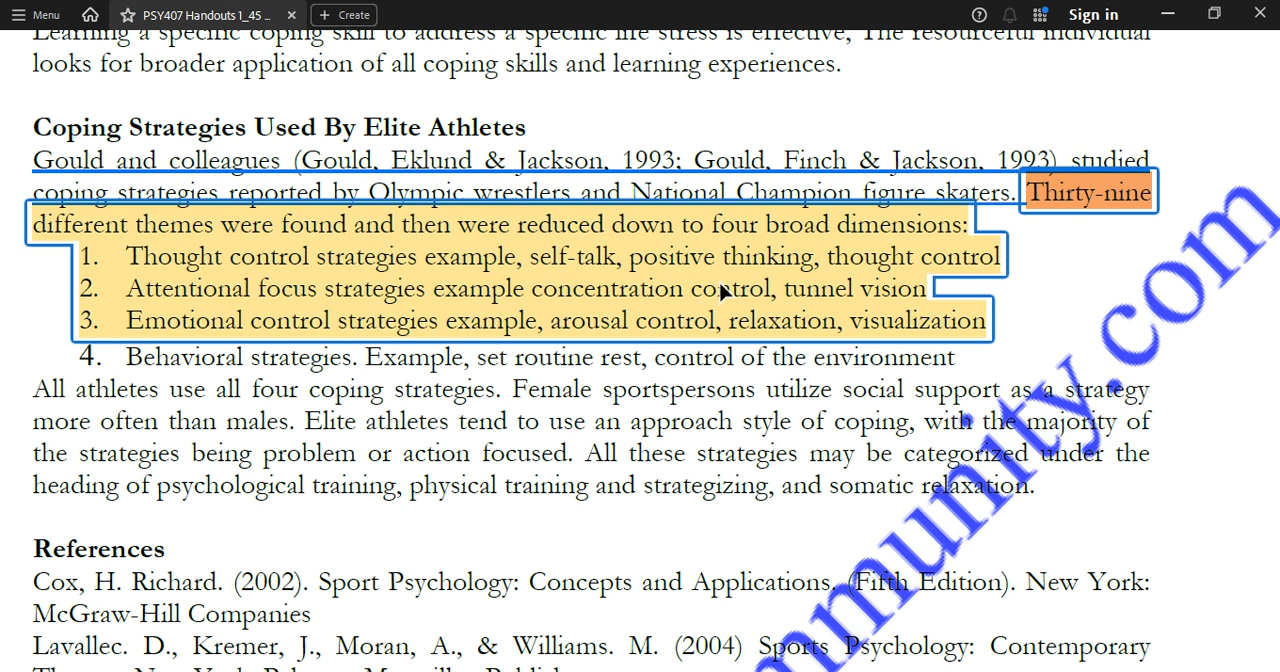 Menu
PSY407 Handouts 1_45 ...
Create
Sign in
Learning a specific coping skill to address a specific life stress is effective, The resourceful individual
looks for broader application of all coping skills and learning experiences.
Coping Strategies Used By Elite Athletes
Gould and colleagues (Gould, Eklund & Jackson, 1993; Gould, Finch & Jackson, 1993) studied
coping strategies reported by Olympic wrestlers and National Champion figure skaters. Thirty-nine
different themes were found and then were reduced down to four broad dimensions:
1. Thought control strategies example, self-talk, positive thinking, thought control
2. Attentional focus strategies example concentration control, tunnel vision
3. Emotional control strategies example, arousal control, relaxation, visualization
4. Behavioral strategies. Example, set routine rest, control of the environment
All athletes use all four coping strategies. Female sportspersons utilize social support as a strategy
more often than males. Elite athletes tend to use an approach style of coping, with the majority of
the strategies being problem or action focused. All these strategies may be categorized under the
heading of psychological training, physical training and strategizing, and somatic relaxation.
References
Cox, H. Richard. (2002). Sport Psychology: Concepts and Applications. (Fifth Edition). New York:
McGraw-Hill Companies
Lavallec. D., Kremer, J., Moran, A., & Williams. M. (2004) Sports Psychology: Contemporary
mmunity.com